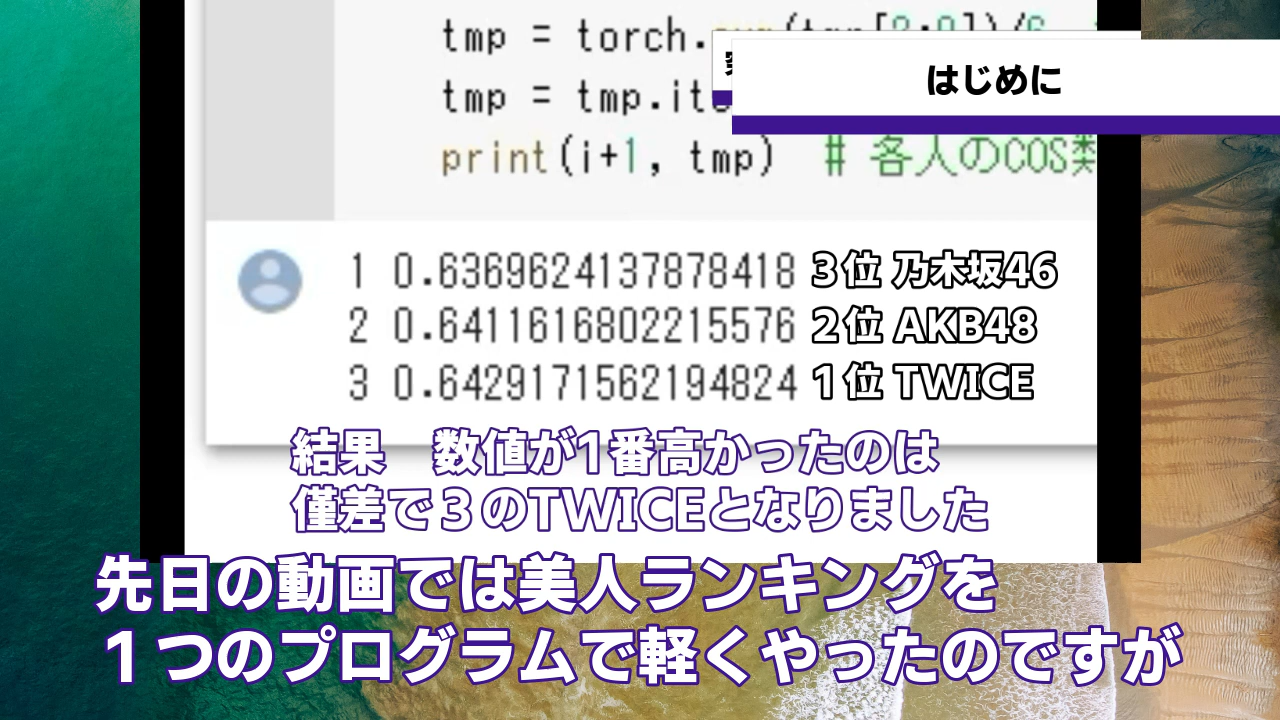 tmp = torch.
tmp = tmp.ite
はじめに
print(i+1, tmp) # 各人のCOS類
1 0.6369624137878418 3位 乃木坂46
2 0.6411616802215576 2位 AKB48
3 0.6429171562194824 1位 TWICE
結果 数値が1番高かったのは
僅差で3のTWICEとなりました
先日の動画では美人ランキングを
1つのプログラムで軽くやったのですが